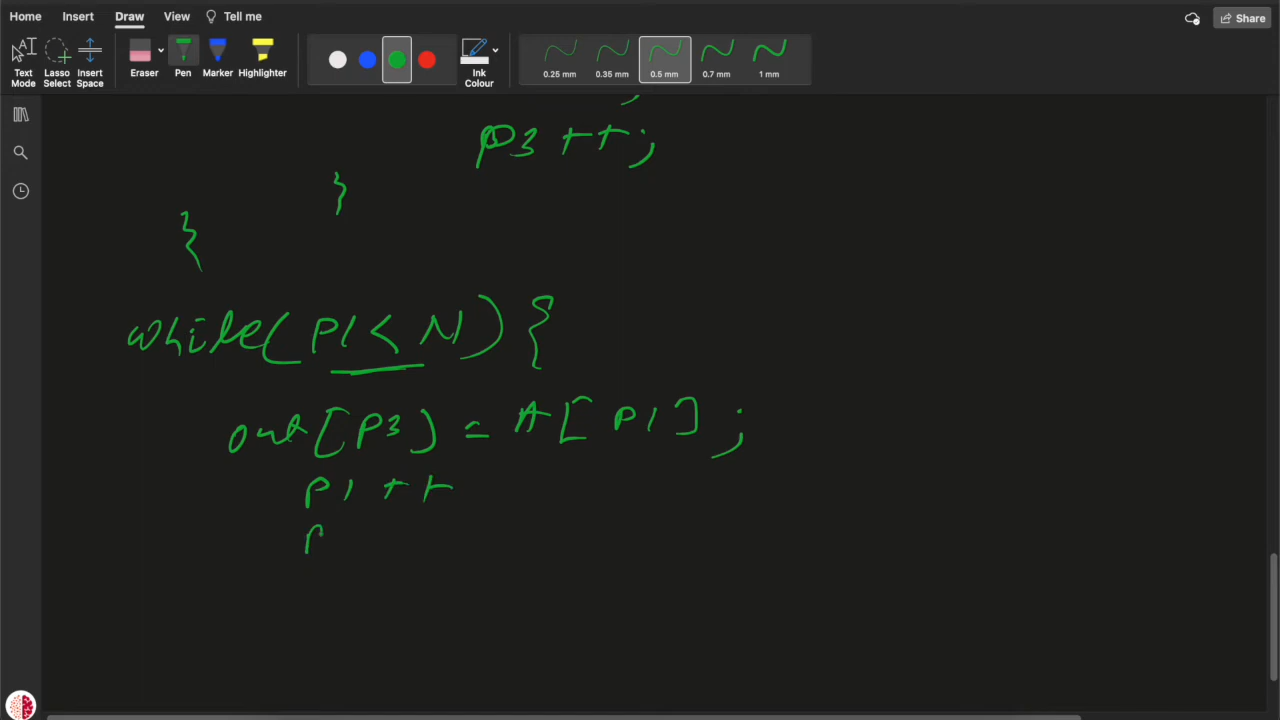 Home Insert Draw View Tell me Share
Text Mode Lasso Select Insert Space Eraser Pen Marker Highlighter Ink Colour 0.25 mm 0.35 mm 0.5 mm 0.7 mm 1 mm
P3 ++;
}
}
while(P1 < N) {
out[P3] = A[P1];
P1 ++